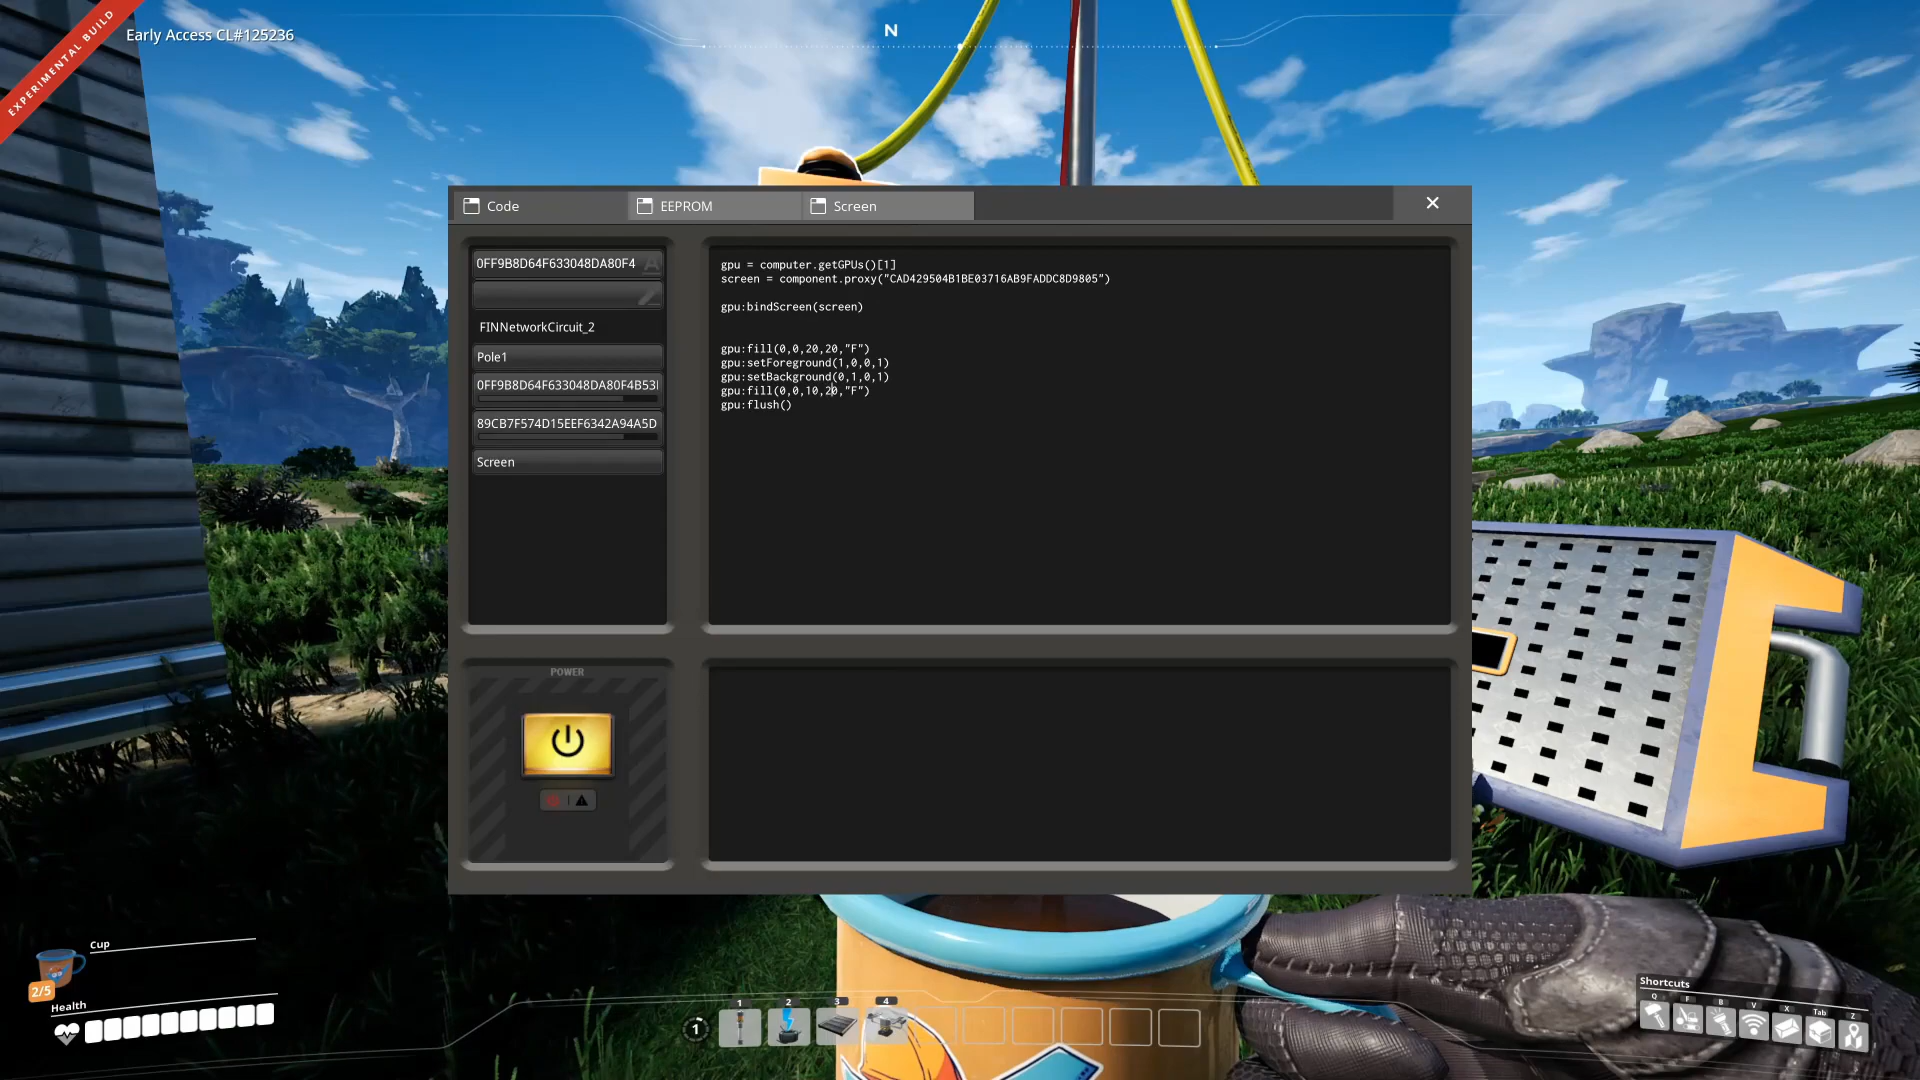 EXPERIMENTAL BUILD
Early Access CL#125236
N
Code
EEPROM
Screen
0FF9B8D64F633048DA80F4
FINNetworkCircuit_2
Pole1
0FF9B8D64F633048DA80F4B53
89CB7F574D15EEF6342A94A5D
Screen
gpu = computer.getGPUs()[1]
screen = component.proxy("CAD429504B1BE03716AB9FADDC8D9805")
gpu:bindScreen(screen)
gpu:fill(0,0,20,20,"F")
gpu:setForeground(1,0,0,1)
gpu:setBackground(0,1,0,1)
gpu:fill(0,0,10,20,"F")
gpu:flush()
POWER
Cup
2/5
Health
1
1
2
3
4
Shortcuts
Q
F
B
V
X
Tab
Z